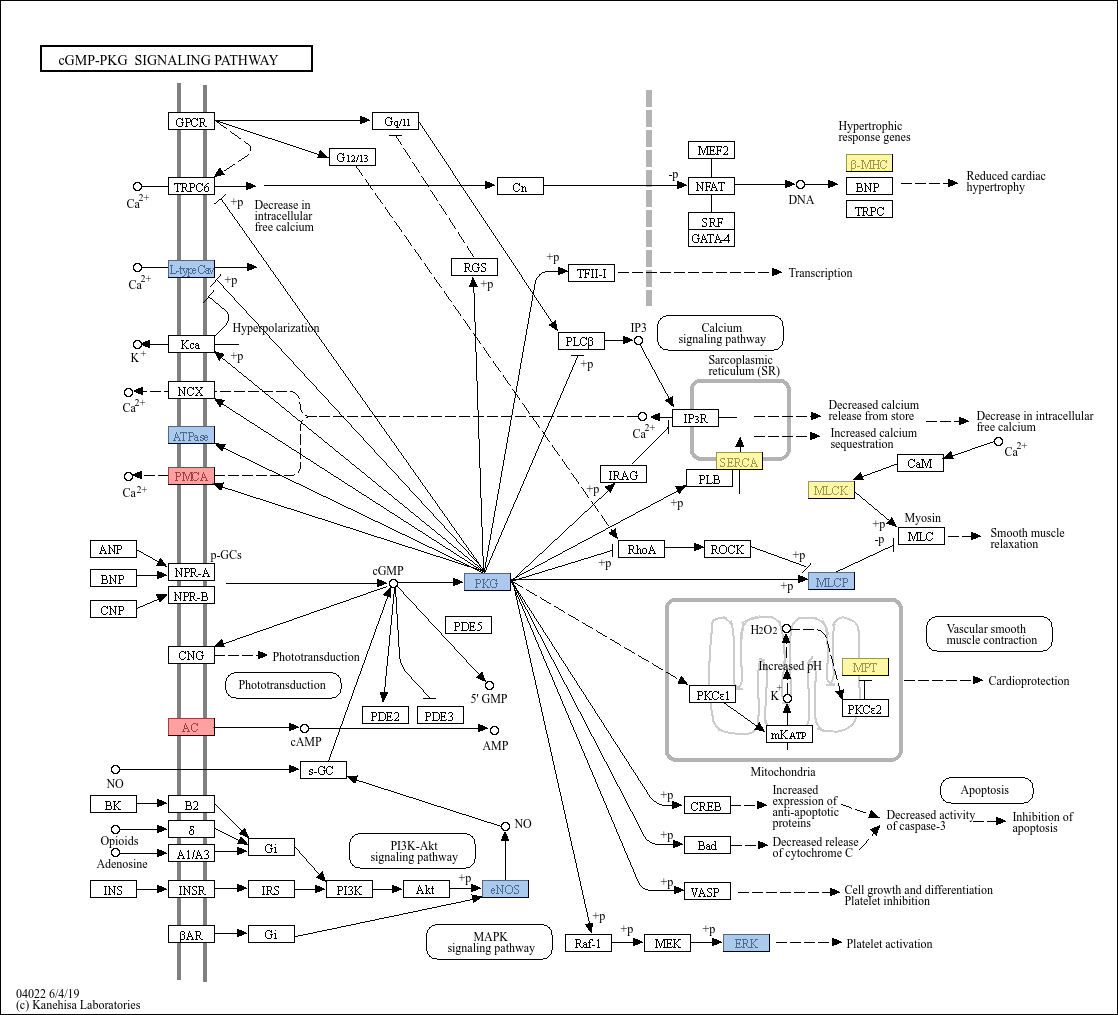 cGMP-PKG SIGNALING PATHWAY
GPCR
Gq/11
G12/13
Hypertrophic
response genes
MEF2
β-MHC
-p
TRPC6
Cn
NFAT
DNA
BNP
Reduced cardiac
hypertrophy
Ca2+
+p
Decrease in
intracellular
free calcium
SRF
GATA-4
TRPC
L-type Cav
Ca2+
+p
RGS
+p
+p
TFII-I
Transcription
Hyperpolarization
Kca
K+
+p
PLCβ
+p
IP3
Calcium
signaling pathway
Sarcoplasmic
reticulum (SR)
NCX
Ca2+
IP3R
Ca2+
Decreased calcium
release from store
Increased calcium
sequestration
Decrease in intracellular
free calcium
Ca2+
ATPase
PMCA
Ca2+
IRAG
+p
PLB
+p
SERCA
CaM
MLCK
+p
Myosin
-p
MLC
Smooth muscle
relaxation
RhoA
+p
ROCK
+p
+p
MLCP
ANP
BNP
CNP
p-GCs
NPR-A
NPR-B
cGMP
PKG
PDE5
CNG
Phototransduction
Phototransduction
5' GMP
PDE2
PDE3
H2O2
Increased pH
K+
MPT
PKCε1
PKCε2
mKATP
Mitochondria
Vascular smooth
muscle contraction
Cardioprotection
AC
cAMP
AMP
s-GC
NO
BK
B2
Opioids
δ
Adenosine
A1/A3
Gi
NO
PI3K-Akt
signaling pathway
INS
INSR
IRS
PI3K
Akt
+p
eNOS
βAR
Gi
MAPK
signaling pathway
+p
CREB
Increased
expression of
anti-apoptotic
proteins
Apoptosis
Decreased activity
of caspase-3
Inhibition of
apoptosis
+p
Bad
Decreased release
of cytochrome C
+p
VASP
Cell growth and differentiation
Platelet inhibition
+p
Raf-1
+p
MEK
+p
ERK
Platelet activation
04022 6/4/19
(c) Kanehisa Laboratories